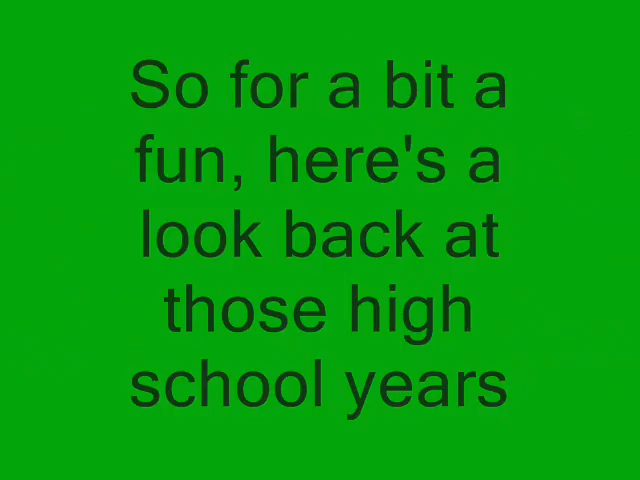 So for a bit a
fun, here's a
look back at
those high
school years